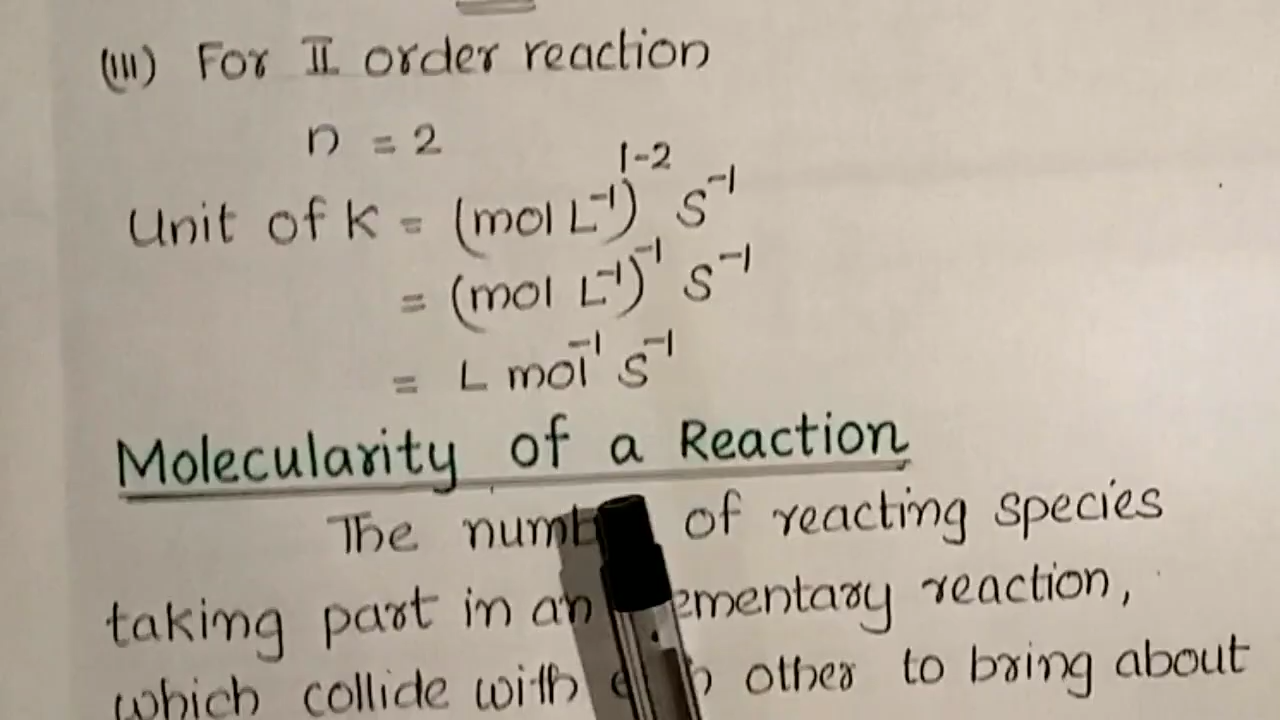 (III) For II order reaction
n = 2
Unit of K = (mol L⁻¹)¹⁻² S⁻¹
= (mol L⁻¹)⁻¹ S⁻¹
= L mol⁻¹ S⁻¹
Molecularity of a Reaction
The of reacting species
taking part in an reaction,
which collide with other to bring about